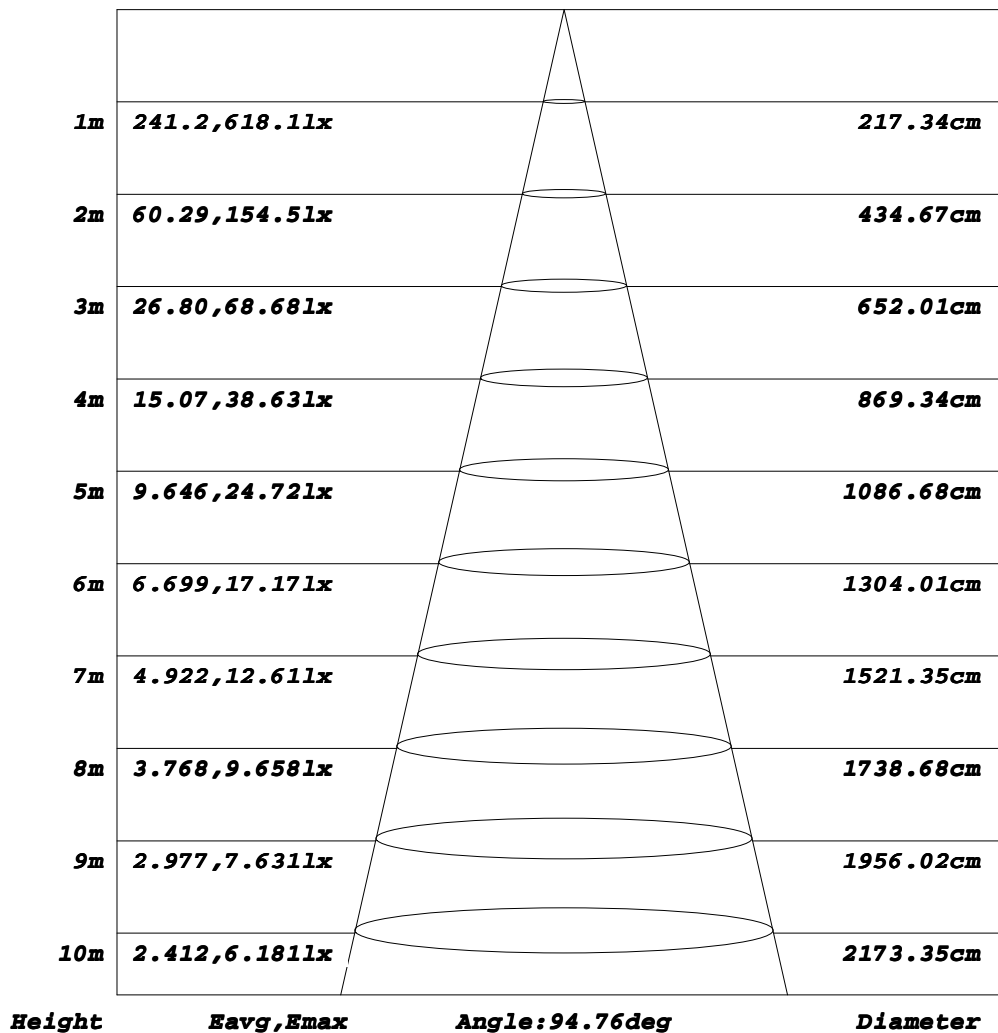 1m 241.2,618.1lx 217.34cm
2m 60.29,154.5lx 434.67cm
3m 26.80,68.68lx 652.01cm
4m 15.07,38.63lx 869.34cm
5m 9.646,24.72lx 1086.68cm
6m 6.699,17.17lx 1304.01cm
7m 4.922,12.61lx 1521.35cm
8m 3.768,9.658lx 1738.68cm
9m 2.977,7.631lx 1956.02cm
10m 2.412,6.181lx 2173.35cm
Height Eavg,Emax Angle:94.76deg Diameter